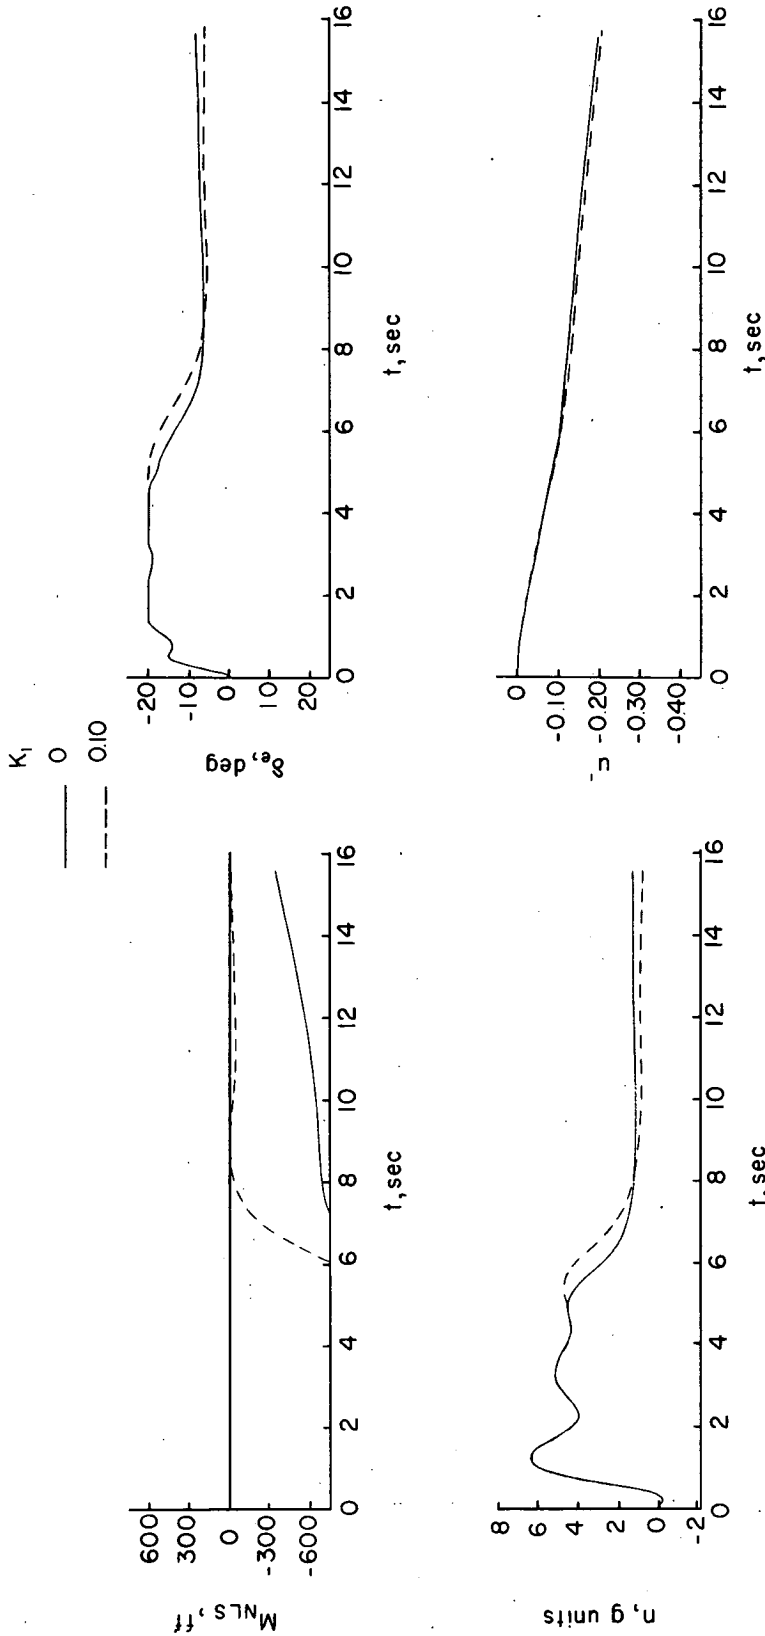 K₁
0
0.10
600
300
0
-300
-600
M_NLS, ff
0 2 4 6 8 10 12 14 16
t, sec
-20
-10
0
10
20
δₑ, deg
0 2 4 6 8 10 12 14 16
t, sec
8
6
4
2
0
-2
n, g units
0 2 4 6 8 10 12 14 16
t, sec
0
-0.10
-0.20
-0.30
-0.40
u'
0 2 4 6 8 10 12 14 16
t, sec